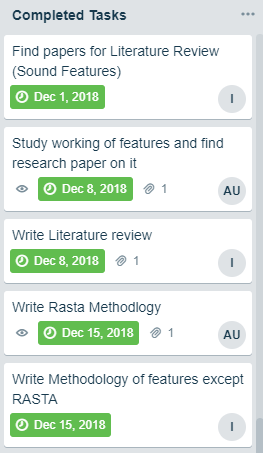 Completed Tasks
Find papers for Literature Review
(Sound Features)
Dec 1, 2018
I
Study working of features and find
research paper on it
Dec 8, 2018 1
AU
Write Literature review
Dec 8, 2018 1
I
Write Rasta Methodlogy
Dec 15, 2018 1
AU
Write Methodology of features except
RASTA
Dec 15, 2018
I